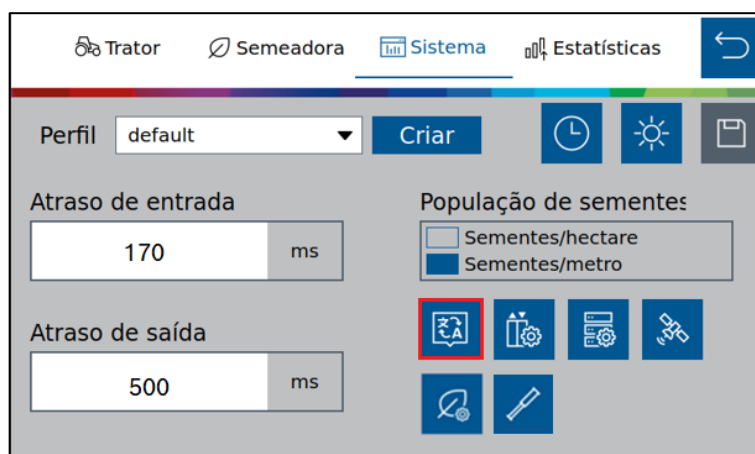 Trator Semeadora Sistema Estatísticas
Perfil default Criar
Atraso de entrada
170 ms
População de sementes
Sementes/hectare
Sementes/metro
Atraso de saída
500 ms